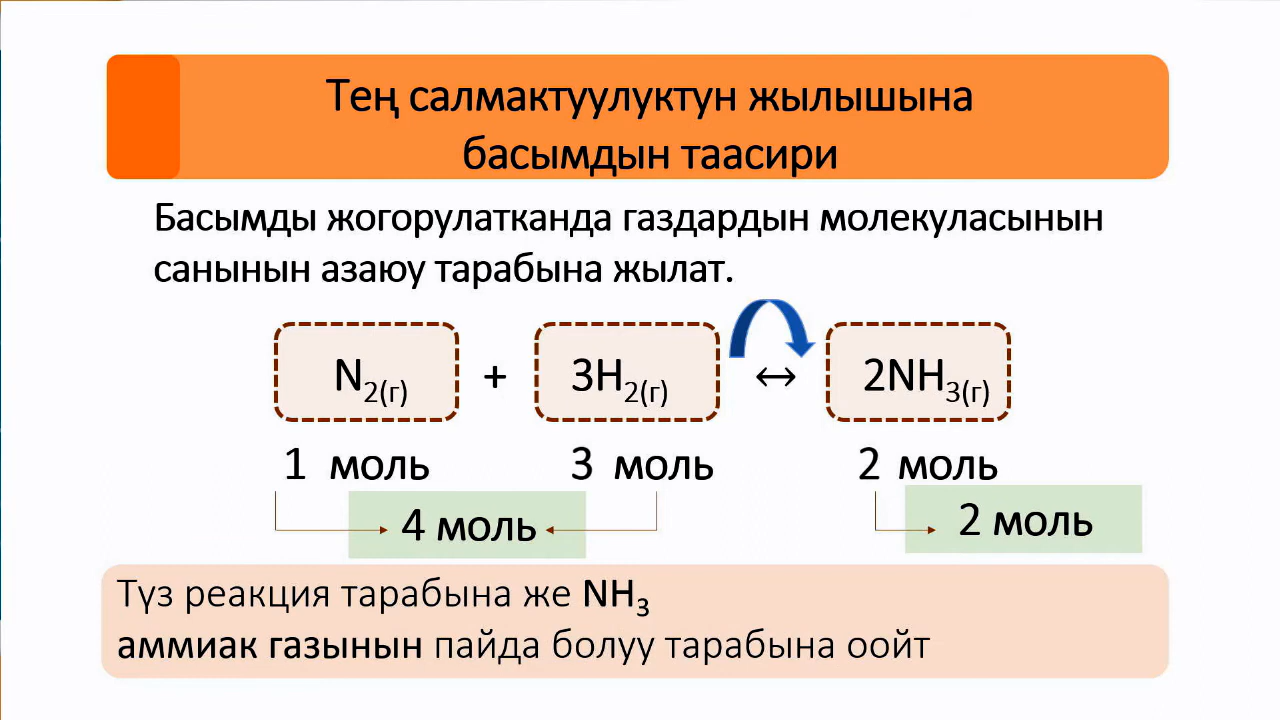 Тең салмактуулуктун жылышына
басымдын таасири
Басымды жогорулатканда газдардын молекуласынын
санынын азаюу тарабына жылат.
N₂₍г₎ + 3H₂₍г₎ ↔ 2NH₃₍г₎
1 моль 3 моль 2 моль
4 моль 2 моль
Түз реакция тарабына же NH₃
аммиак газынын пайда болуу тарабына оойт